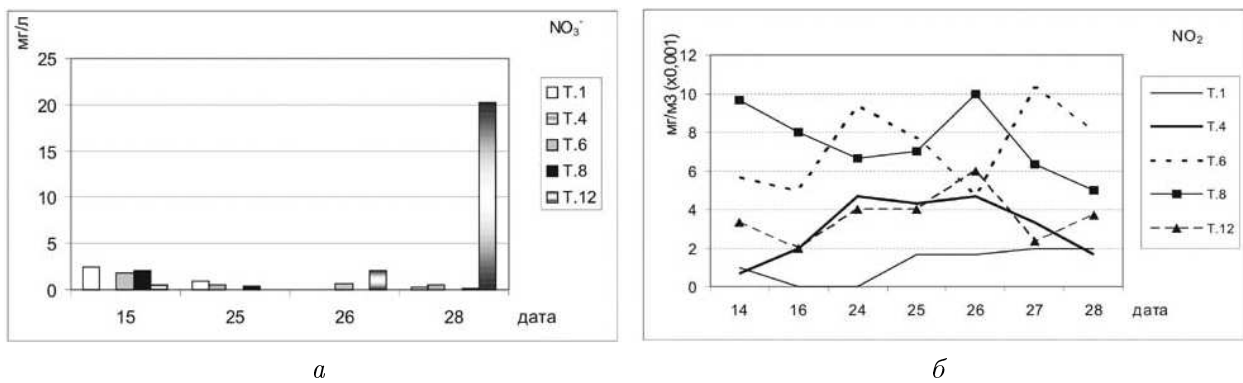 мг/л
NO₃⁻
25
20
15
10
5
0
15 25 26 28 дата
Т.1
Т.4
Т.6
Т.8
Т.12
а
мг/м3 (х0,001)
NO₂
12
10
8
6
4
2
0
14 16 24 25 26 27 28 дата
Т.1
Т.4
Т.6
Т.8
Т.12
б